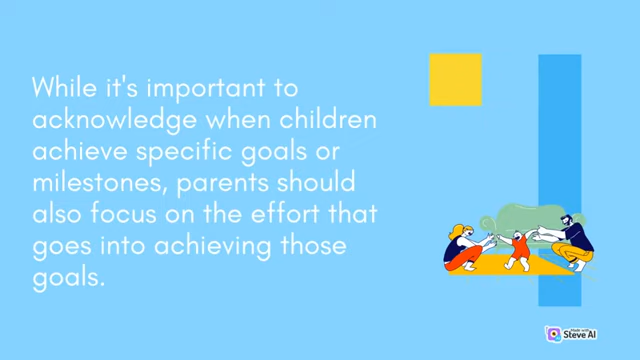 While it's important to
acknowledge when children
achieve specific goals or
milestones, parents should
also focus on the effort that
goes into achieving those
goals.
Made with
Steve AI